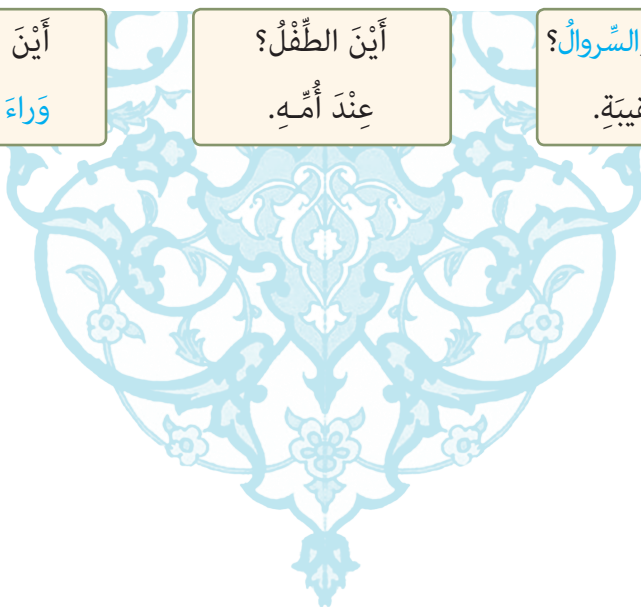 السِّروالُ؟
أَيْنَ الطِّفْلُ؟
عِنْدَ أُمِّـهِ.
أَيْنَ
وَراءَ